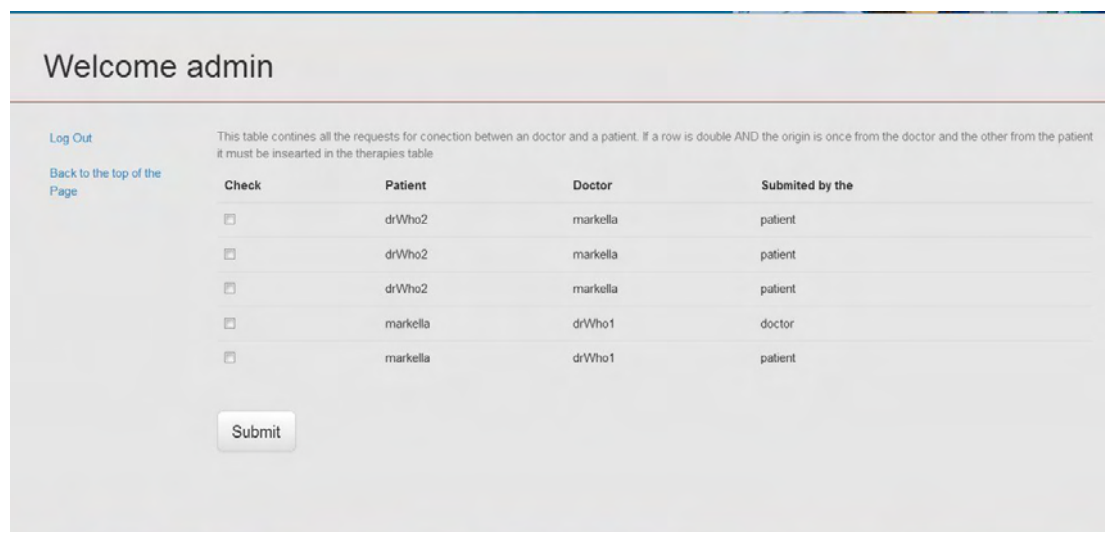 Welcome admin
Log Out
Back to the top of the
Page
This table contines all the requests for conection betwen an doctor and a patient. If a row is double AND the origin is once from the doctor and the other from the patient
it must be insearted in the therapies table
Check Patient Doctor Submited by the
drWho2 markella patient
drWho2 markella patient
drWho2 markella patient
markella drWho1 doctor
markella drWho1 patient
Submit